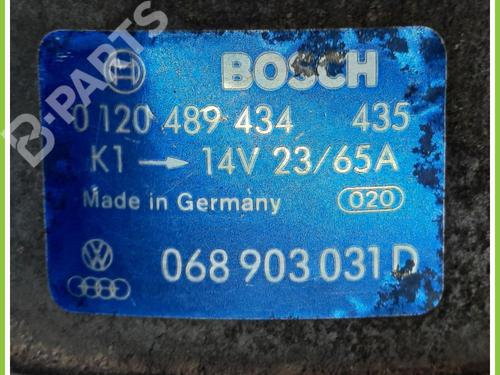 B-PARTS
BOSCH
0 120 489 434 435
K1 → 14V 23/65A
Made in Germany 020
068 903 031 D